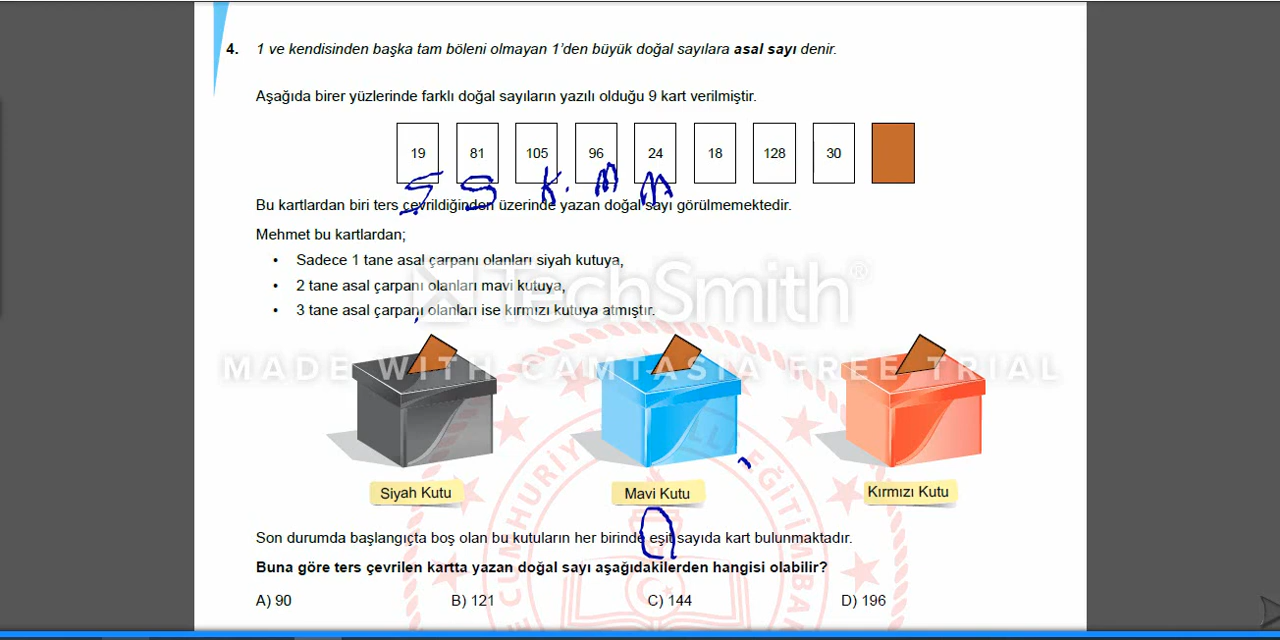 4. 1 ve kendisinden başka tam böleni olmayan 1'den büyük doğal sayılara asal sayı denir.
Aşağıda birer yüzlerinde farklı doğal sayıların yazılı olduğu 9 kart verilmiştir.
19 81 105 96 24 18 128 30
S S K. M M
Bu kartlardan biri ters çevrildiğinden üzerinde yazan doğal sayı görülmemektedir.
Mehmet bu kartlardan;
• Sadece 1 tane asal çarpanı olanları siyah kutuya,
• 2 tane asal çarpanı olanları mavi kutuya,
• 3 tane asal çarpanı olanları ise kırmızı kutuya atmıştır.
TechSmith®
MADE WITH CAMTASIA FREE TRIAL
Siyah Kutu Mavi Kutu Kırmızı Kutu
Son durumda başlangıçta boş olan bu kutuların her birinde eşit sayıda kart bulunmaktadır.
Buna göre ters çevrilen kartta yazan doğal sayı aşağıdakilerden hangisi olabilir?
A) 90 B) 121 C) 144 D) 196